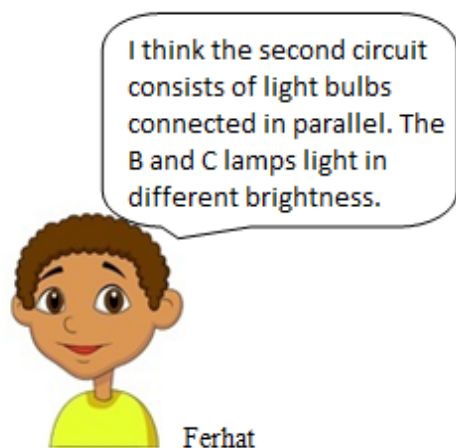 I think the second circuit
consists of light bulbs
connected in parallel. The
B and C lamps light in
different brightness.
Ferhat